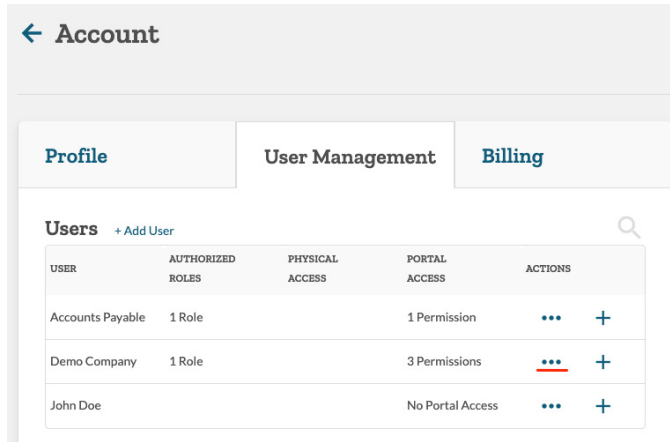 Account
Profile User Management Billing
Users + Add User
USER AUTHORIZED ROLES PHYSICAL ACCESS PORTAL ACCESS ACTIONS
Accounts Payable 1 Role 1 Permission
Demo Company 1 Role 3 Permissions
John Doe No Portal Access